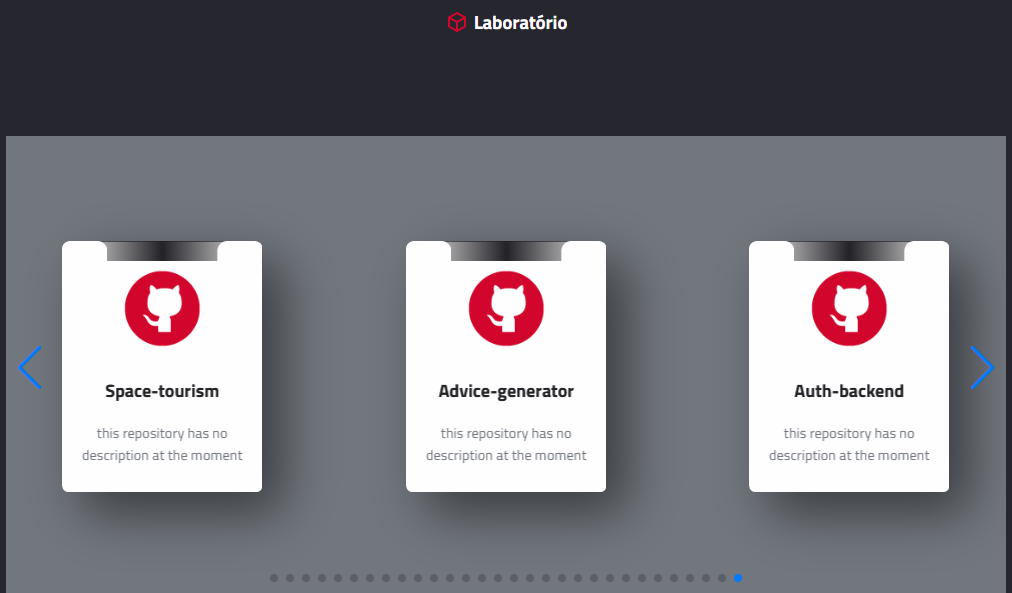 Laboratório
Space-tourism
this repository has no
description at the moment
Advice-generator
this repository has no
description at the moment
Auth-backend
this repository has no
description at the moment